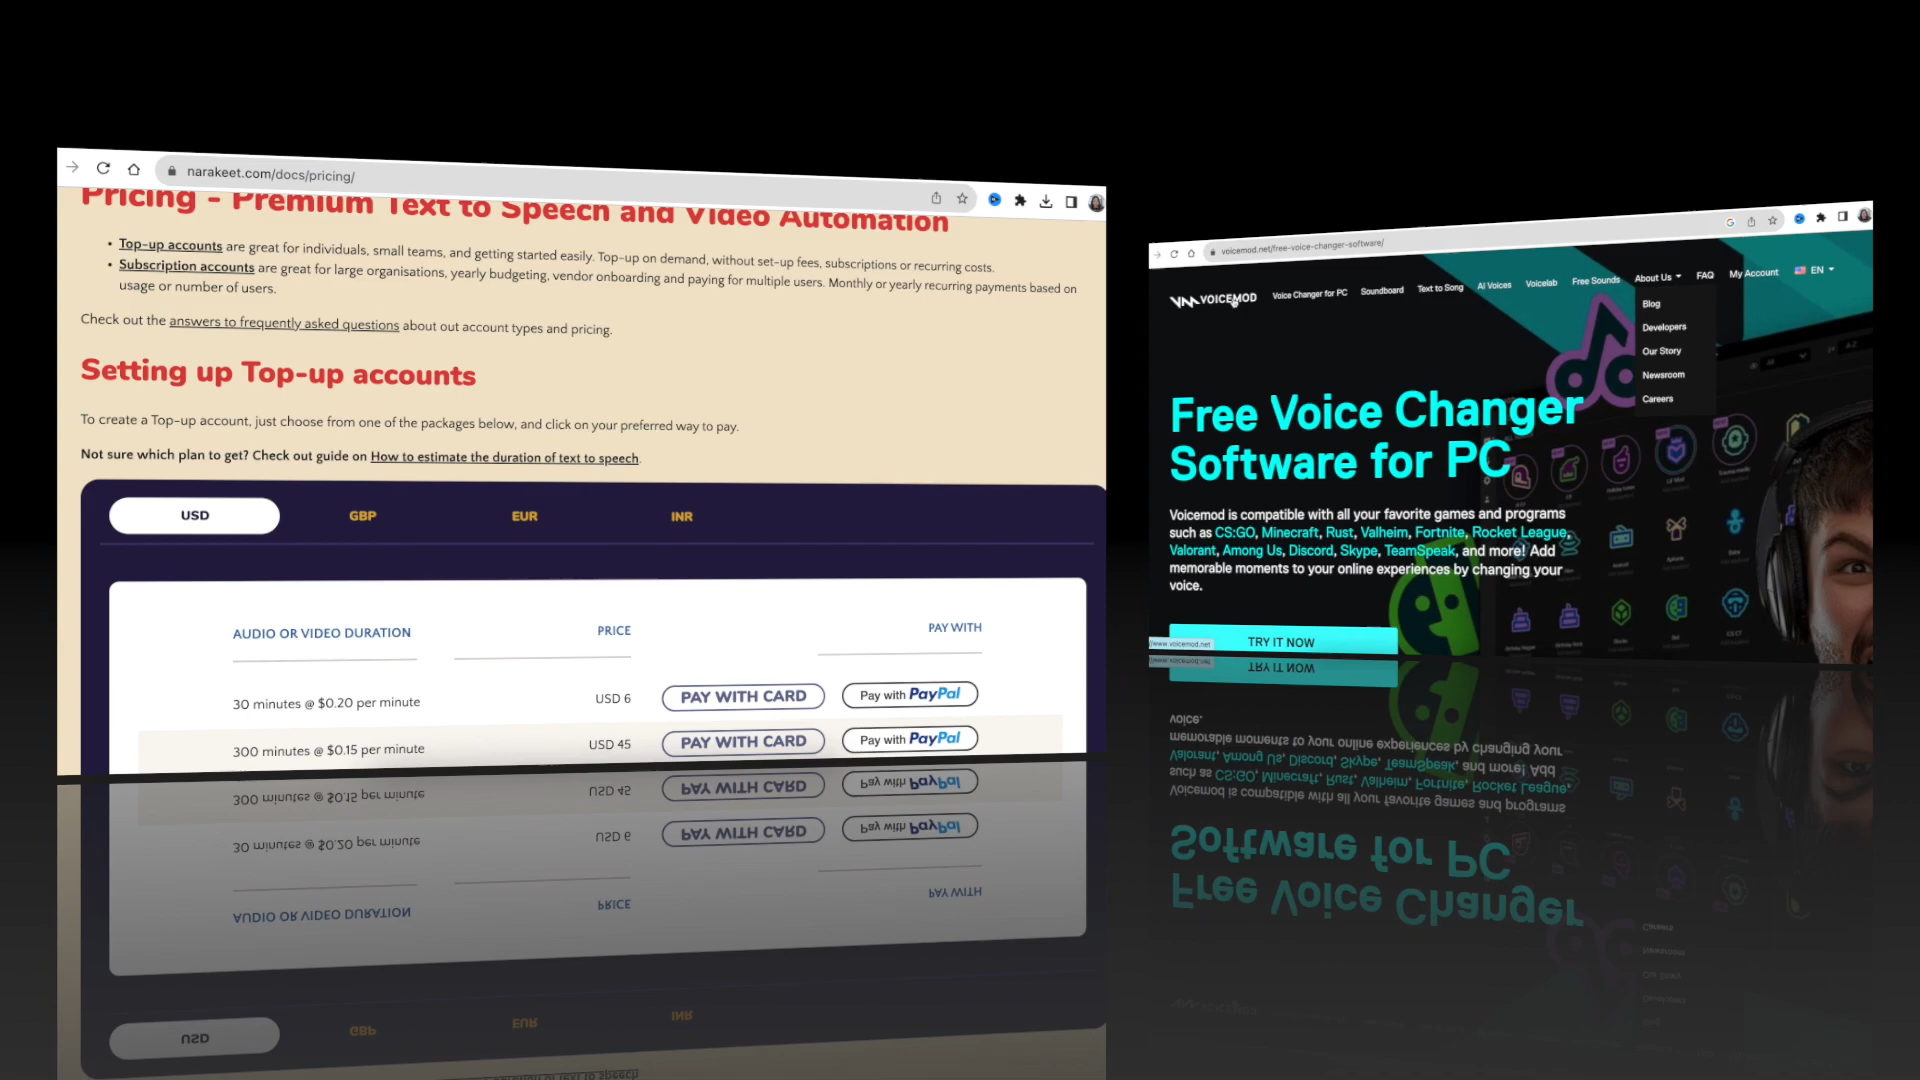 narakeet.com/docs/pricing/
Pricing - Premium Text to Speech and Video Automation
• Top-up accounts are great for individuals, small teams, and getting started easily. Top-up on demand, without set-up fees, subscriptions or recurring costs.
• Subscription accounts are great for large organisations, yearly budgeting, vendor onboarding and paying for multiple users. Monthly or yearly recurring payments based on
usage or number of users.
Check out the answers to frequently asked questions about out account types and pricing.
Setting up Top-up accounts
To create a Top-up account, just choose from one of the packages below, and click on your preferred way to pay.
Not sure which plan to get? Check out guide on How to estimate the duration of text to speech.
USD GBP EUR INR
AUDIO OR VIDEO DURATION PRICE PAY WITH
30 minutes @ $0.20 per minute USD 6 PAY WITH CARD Pay with PayPal
300 minutes @ $0.15 per minute USD 45 PAY WITH CARD Pay with PayPal
voicemod.net/free-voice-changer-software/
VOICEMOD Voice Changer for PC Soundboard Text to Song AI Voices Voicelab Free Sounds About Us FAQ My Account EN
Blog
Developers
Our Story
Newsroom
Careers
Free Voice Changer
Software for PC
Voicemod is compatible with all your favorite games and programs
such as CS:GO, Minecraft, Rust, Valheim, Fortnite, Rocket League,
Valorant, Among Us, Discord, Skype, TeamSpeak, and more! Add
memorable moments to your online experiences by changing your
voice.
TRY IT NOW
/www.voicemod.net